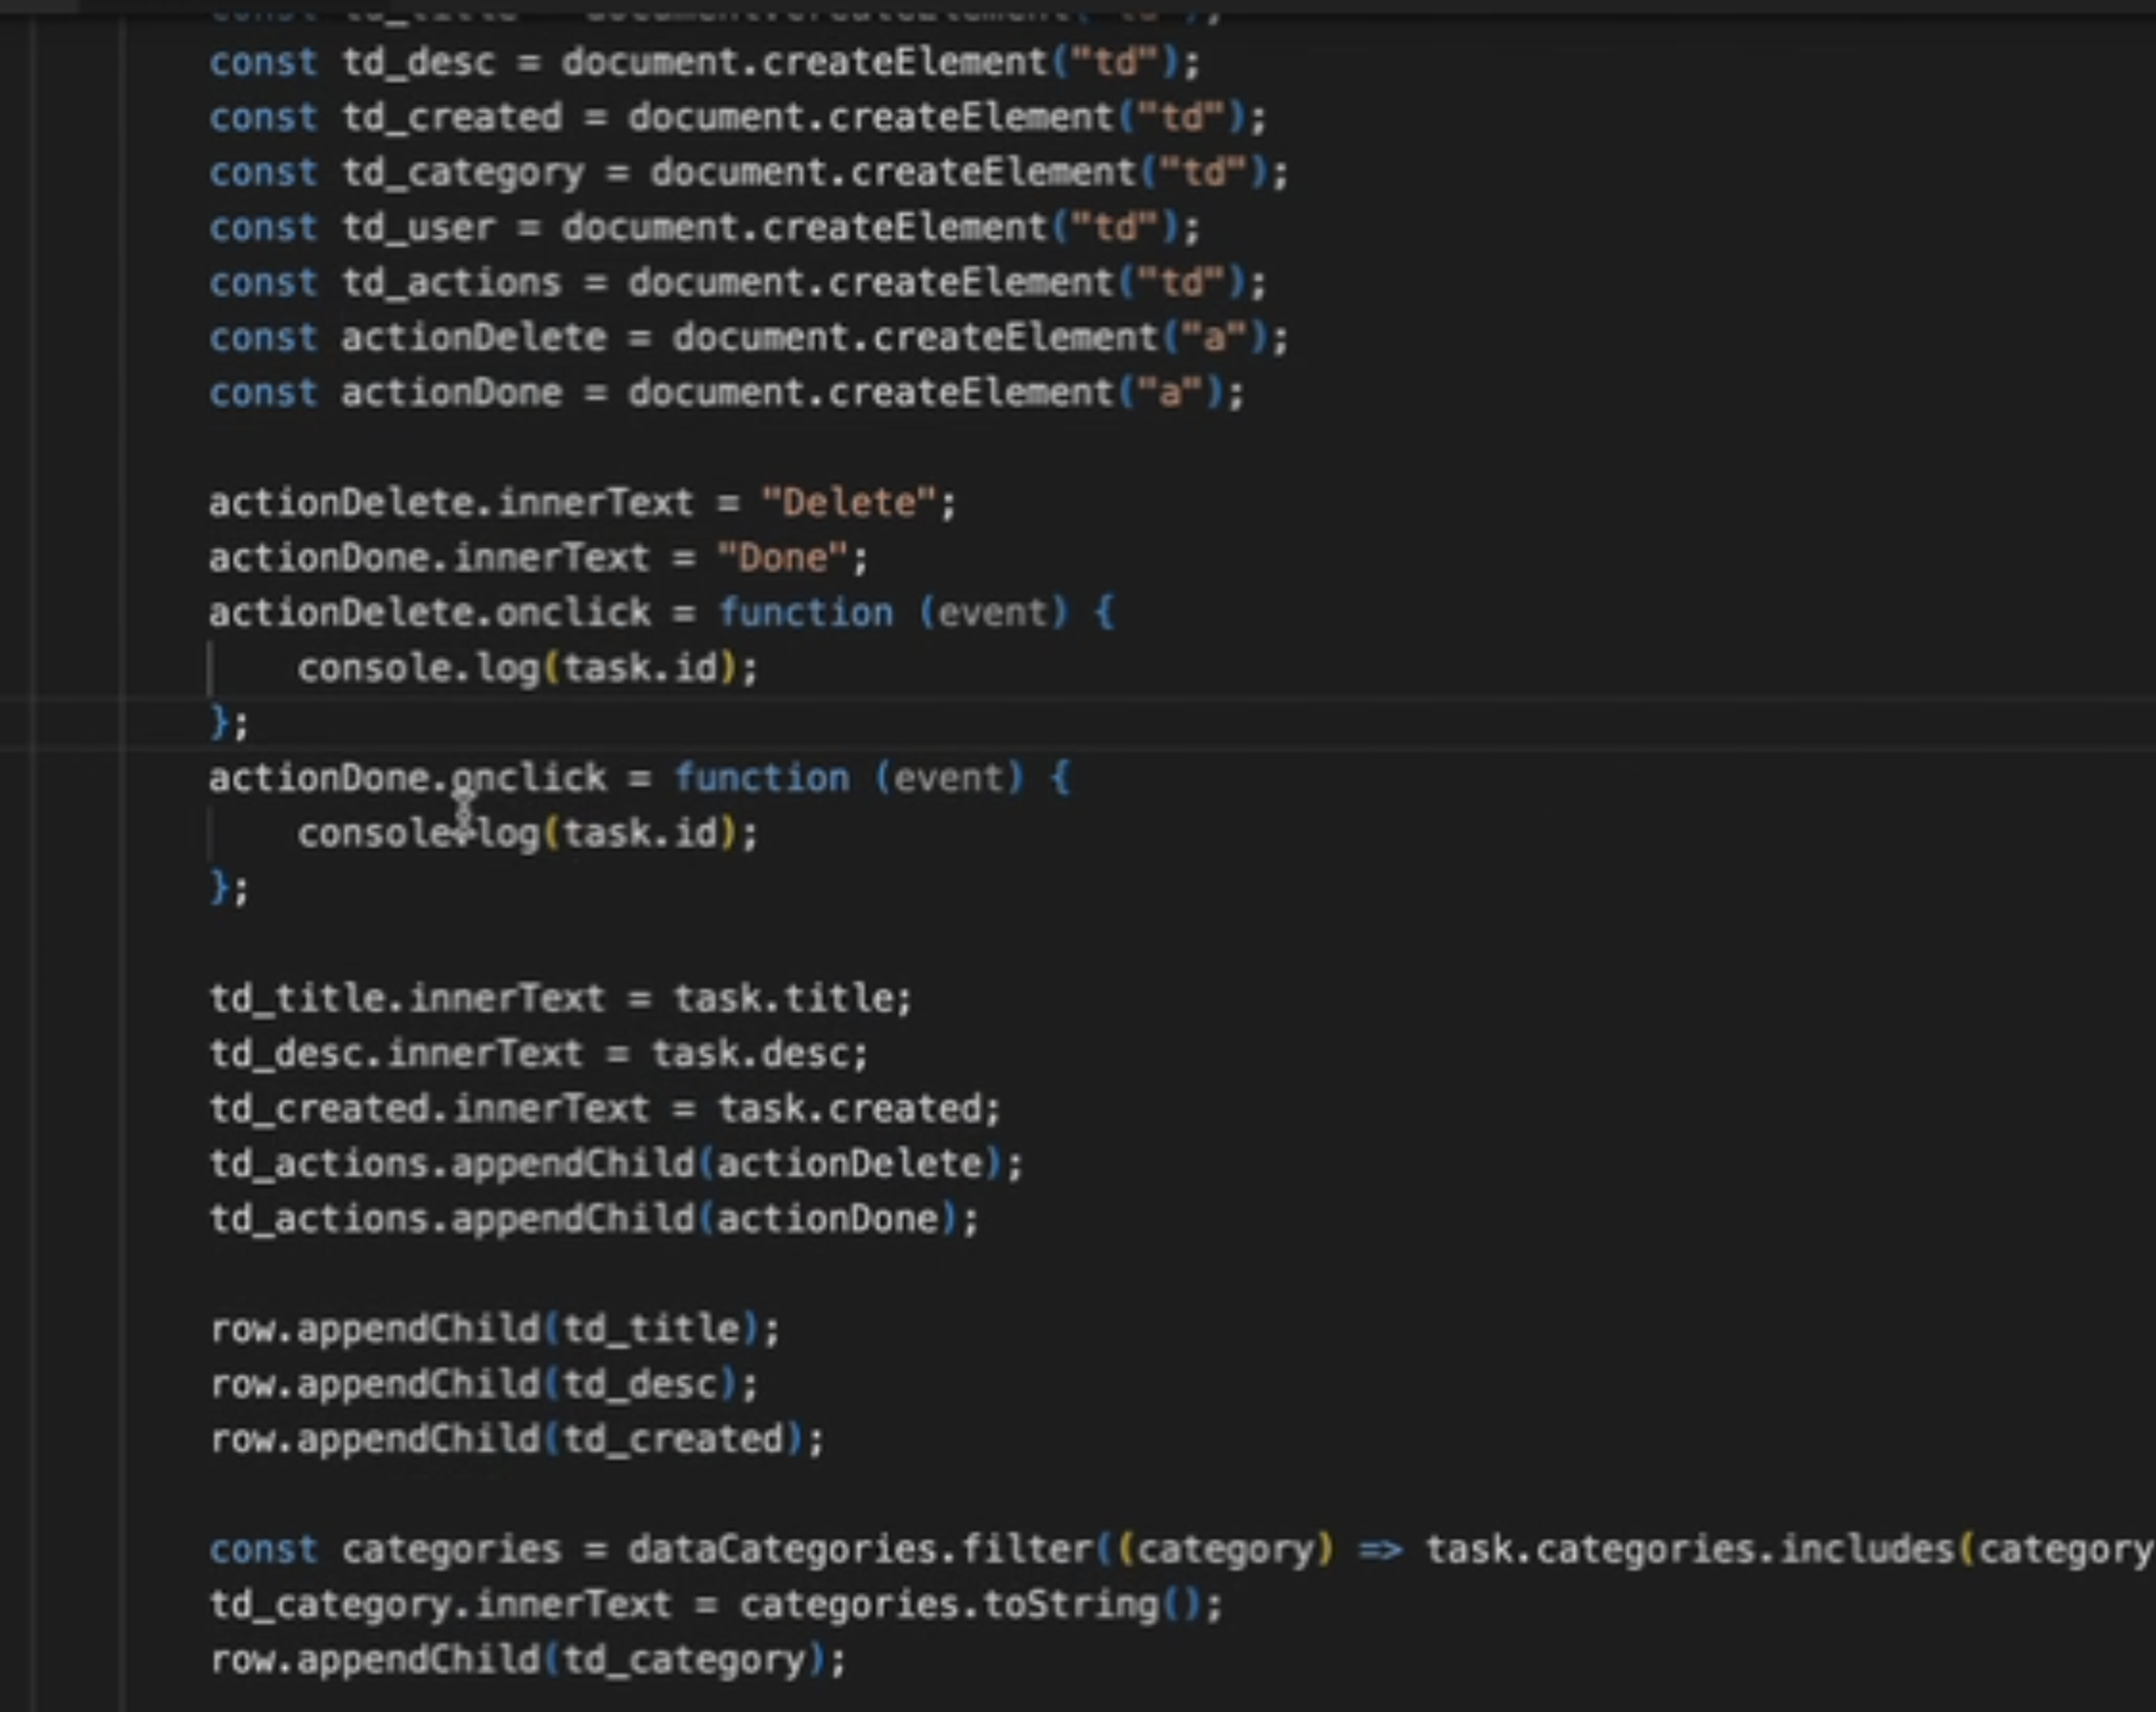 const td_title = document.createElement("td");
const td_desc = document.createElement("td");
const td_created = document.createElement("td");
const td_category = document.createElement("td");
const td_user = document.createElement("td");
const td_actions = document.createElement("td");
const actionDelete = document.createElement("a");
const actionDone = document.createElement("a");

actionDelete.innerText = "Delete";
actionDone.innerText = "Done";
actionDelete.onclick = function (event) {
    console.log(task.id);
};
actionDone.onclick = function (event) {
    console.log(task.id);
};

td_title.innerText = task.title;
td_desc.innerText = task.desc;
td_created.innerText = task.created;
td_actions.appendChild(actionDelete);
td_actions.appendChild(actionDone);

row.appendChild(td_title);
row.appendChild(td_desc);
row.appendChild(td_created);

const categories = dataCategories.filter((category) => task.categories.includes(category
td_category.innerText = categories.toString();
row.appendChild(td_category);